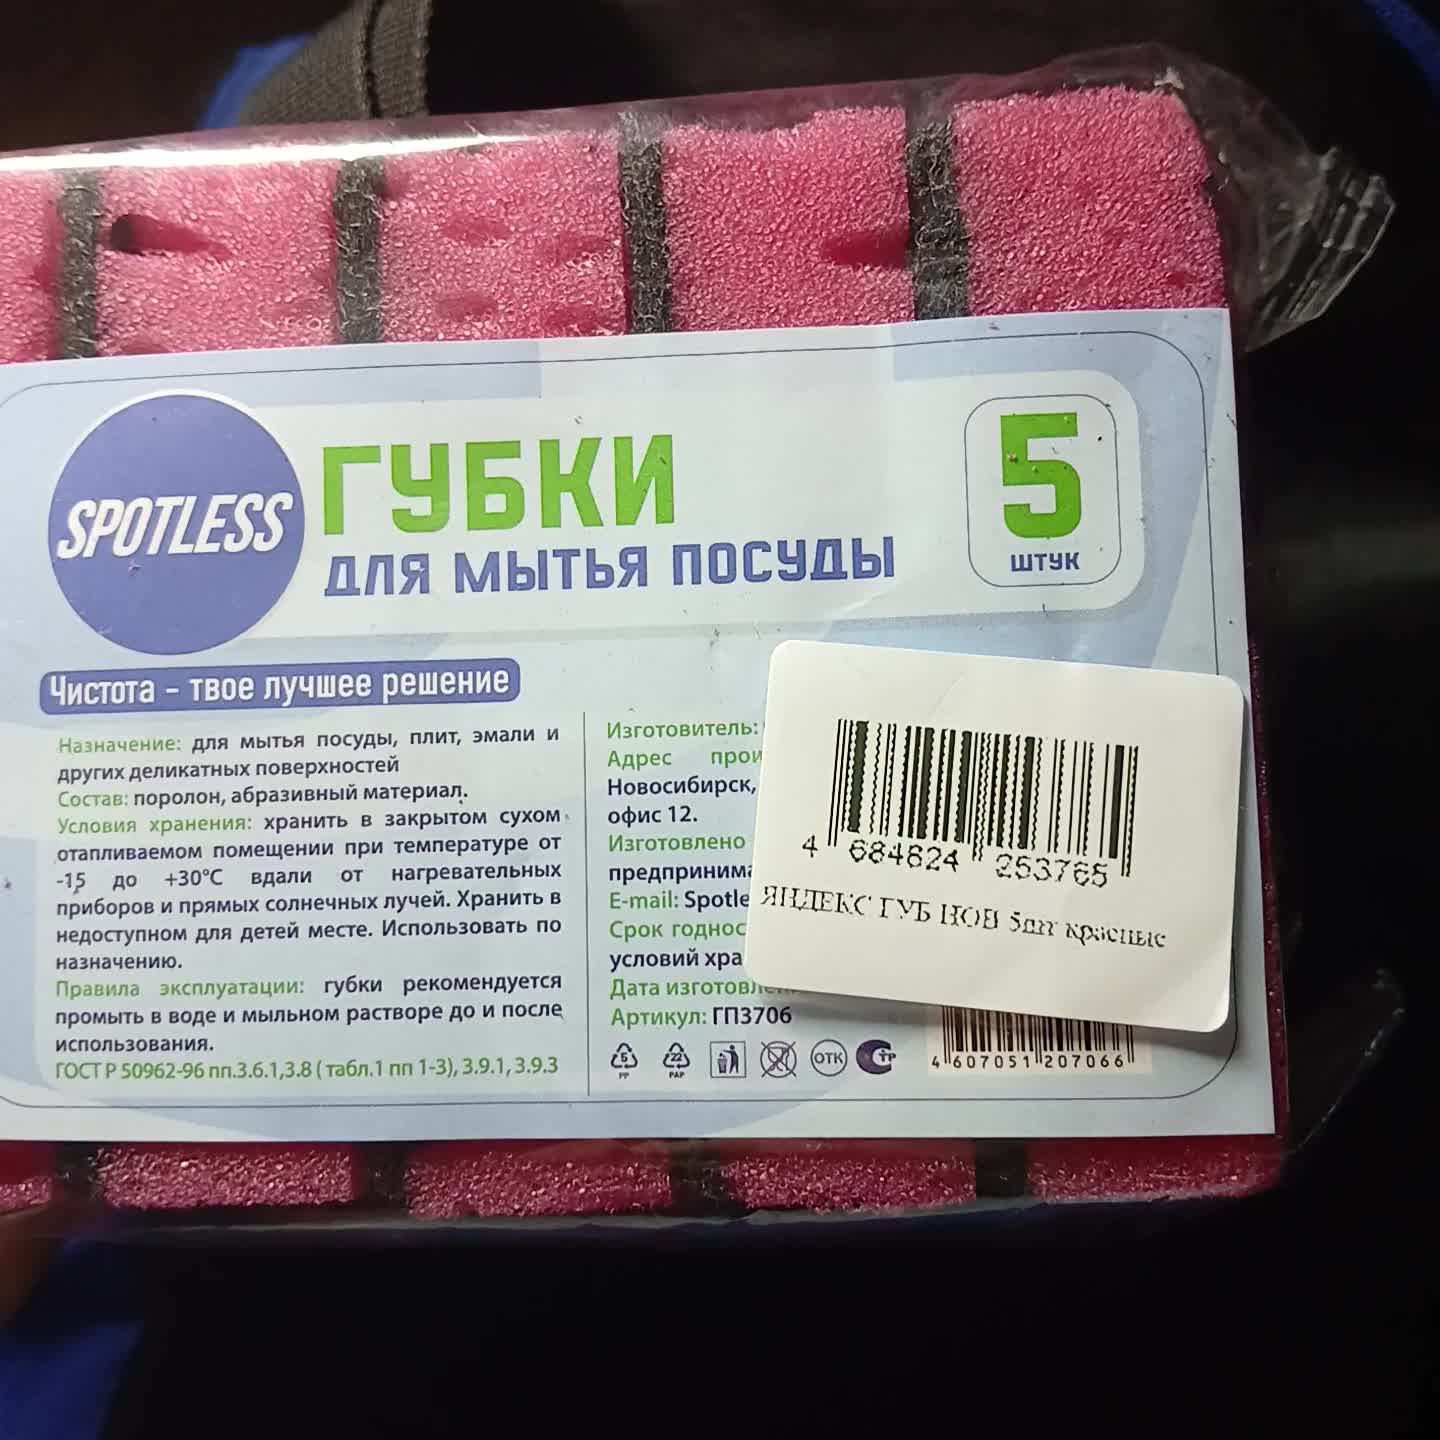 SPOTLESS
ГУБКИ
ДЛЯ МЫТЬЯ ПОСУДЫ
5
ШТУК
Чистота - твое лучшее решение
Назначение: для мытья посуды, плит, эмали и
других деликатных поверхностей
Состав: поролон, абразивный материал.
Условия хранения: хранить в закрытом сухом
отапливаемом помещении при температуре от
-15 до +30°С вдали от нагревательных
приборов и прямых солнечных лучей. Хранить в
недоступном для детей месте. Использовать по
назначению.
Правила эксплуатации: губки рекомендуется
промыть в воде и мыльном растворе до и после
использования.
ГОСТ Р 50962-96 пп.3.6.1,3.8 ( табл.1 пп 1-3), 3.9.1, 3.9.3
Изготовитель:
Адрес
Новосибирск,
офис 12.
Изготовлено
E-mail:
Срок
условий
Дата
Артикул: ГП3706
5
PP
22
PAP
ОТК
СТР
4 607051 207066
4 684824 253765
ЯНДЕКС ГУБ НОВ 5шт красные